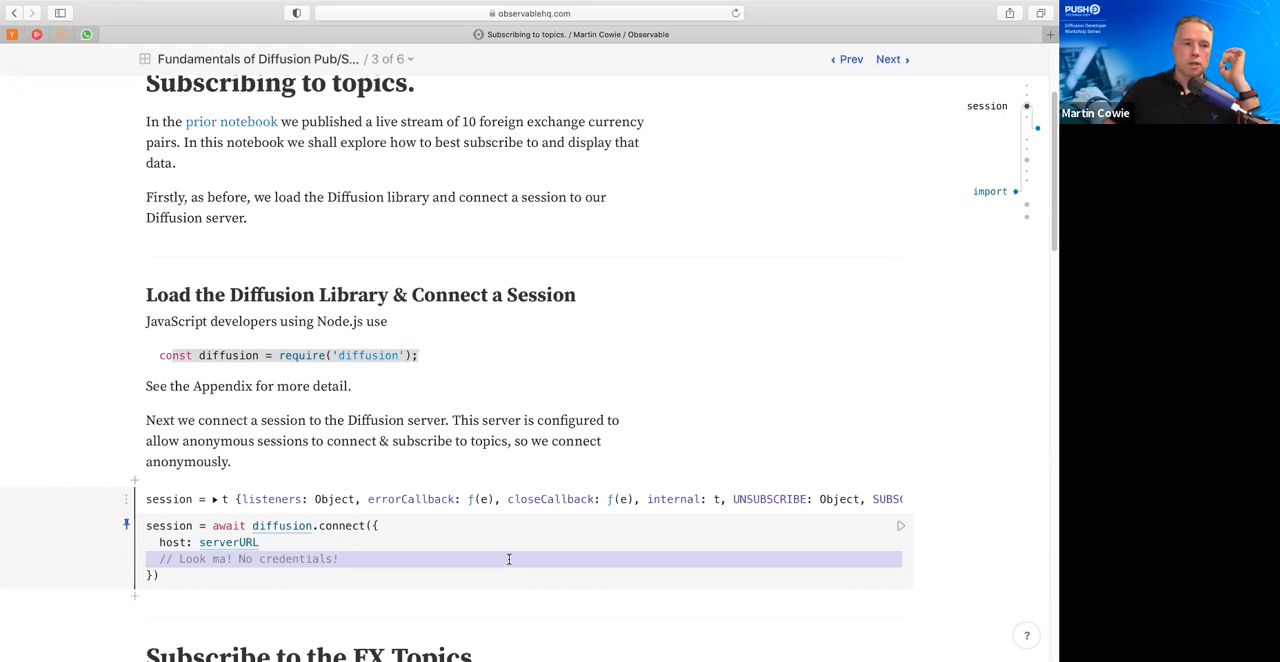 observablehq.com
Subscribing to topics. / Martin Cowie / Observable
Fundamentals of Diffusion Pub/S... / 3 of 6
‹ Prev Next ›
PUSH
TECHNOLOGY
Diffusion Developer
Workshop Series
Martin Cowie
Subscribing to topics.
In the prior notebook we published a live stream of 10 foreign exchange currency
pairs. In this notebook we shall explore how to best subscribe to and display that
data.
Firstly, as before, we load the Diffusion library and connect a session to our
Diffusion server.
session
import
Load the Diffusion Library & Connect a Session
JavaScript developers using Node.js use
const diffusion = require('diffusion');
See the Appendix for more detail.
Next we connect a session to the Diffusion server. This server is configured to
allow anonymous sessions to connect & subscribe to topics, so we connect
anonymously.
session = ▸ t {listeners: Object, errorCallback: ƒ(e), closeCallback: ƒ(e), internal: t, UNSUBSCRIBE: Object, SUBSC
session = await diffusion.connect({
host: serverURL
// Look ma! No credentials!
})
Subscribe to the FX Topics
?